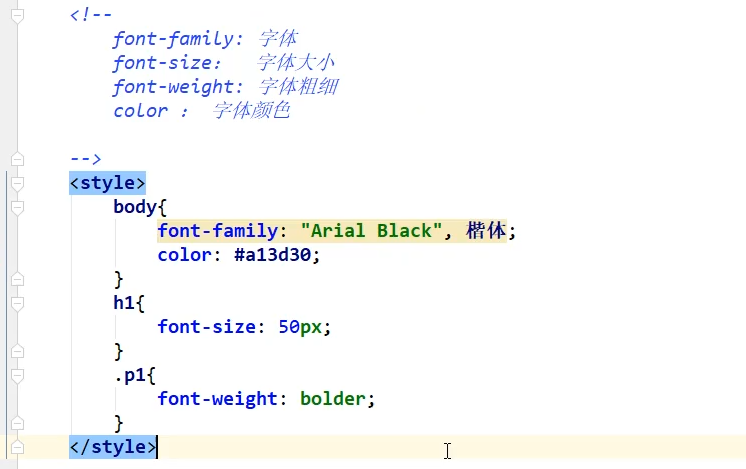 <!--
    font-family: 字体
    font-size：  字体大小
    font-weight: 字体粗细
    color ： 字体颜色
-->
<style>
    body{
        font-family: "Arial Black", 楷体;
        color: #a13d30;
    }
    h1{
        font-size: 50px;
    }
    .p1{
        font-weight: bolder;
    }
</style>